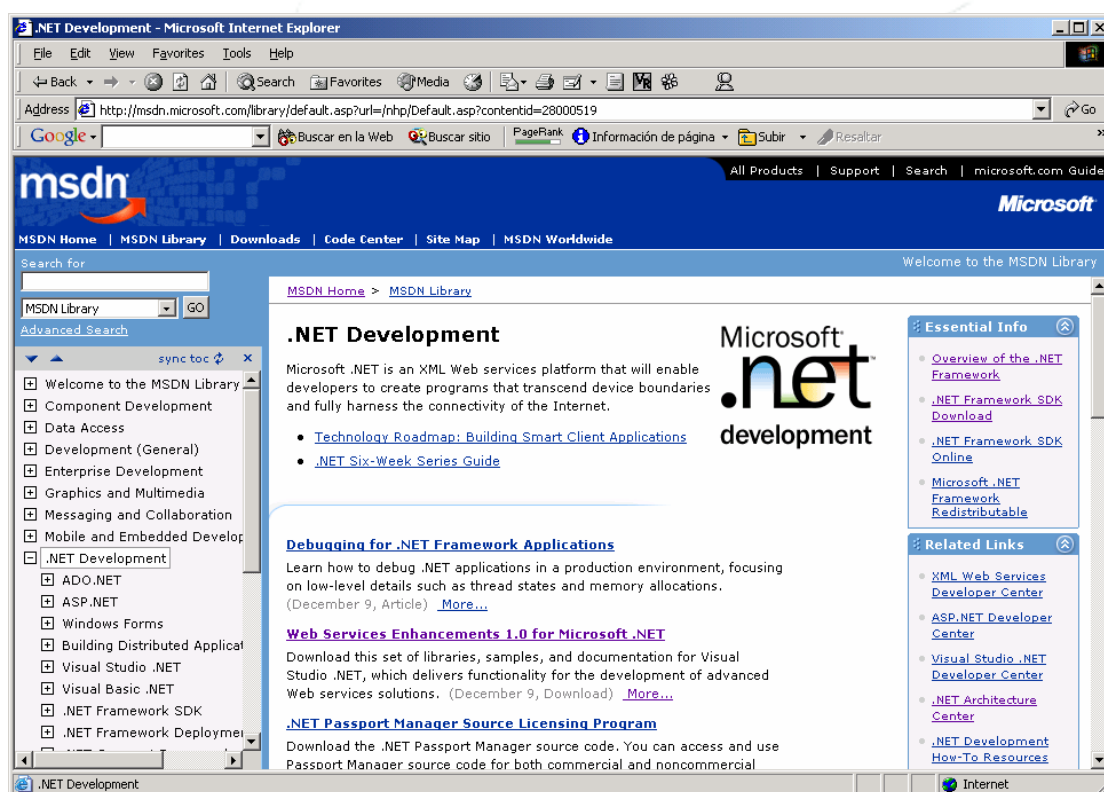 .NET Development - Microsoft Internet Explorer
File Edit View Favorites Tools Help
Back Search Favorites Media
Address http://msdn.microsoft.com/library/default.asp?url=/nhp/Default.asp?contentid=28000519 Go
Google Buscar en la Web Buscar sitio PageRank Información de página Subir Resaltar »
msdn
All Products | Support | Search | microsoft.com Guide
Microsoft
MSDN Home | MSDN Library | Downloads | Code Center | Site Map | MSDN Worldwide
Search for
Welcome to the MSDN Library
MSDN Library GO
Advanced Search
sync toc
Welcome to the MSDN Library
Component Development
Data Access
Development (General)
Enterprise Development
Graphics and Multimedia
Messaging and Collaboration
Mobile and Embedded Develop
.NET Development
ADO.NET
ASP.NET
Windows Forms
Building Distributed Applicat
Visual Studio .NET
Visual Basic .NET
.NET Framework SDK
.NET Framework Deployme
MSDN Home > MSDN Library
.NET Development
Microsoft .NET is an XML Web services platform that will enable
developers to create programs that transcend device boundaries
and fully harness the connectivity of the Internet.
• Technology Roadmap: Building Smart Client Applications
• .NET Six-Week Series Guide
Microsoft
.net
development
Debugging for .NET Framework Applications
Learn how to debug .NET applications in a production environment, focusing
on low-level details such as thread states and memory allocations.
(December 9, Article) More...
Web Services Enhancements 1.0 for Microsoft .NET
Download this set of libraries, samples, and documentation for Visual
Studio .NET, which delivers functionality for the development of advanced
Web services solutions. (December 9, Download) More...
.NET Passport Manager Source Licensing Program
Download the .NET Passport Manager source code. You can access and use
Passport Manager source code for both commercial and noncommercial
Essential Info
Overview of the .NET
Framework
.NET Framework SDK
Download
.NET Framework SDK
Online
Microsoft .NET
Framework
Redistributable
Related Links
XML Web Services
Developer Center
ASP.NET Developer
Center
Visual Studio .NET
Developer Center
.NET Architecture
Center
.NET Development
How-To Resources
.NET Development
Internet